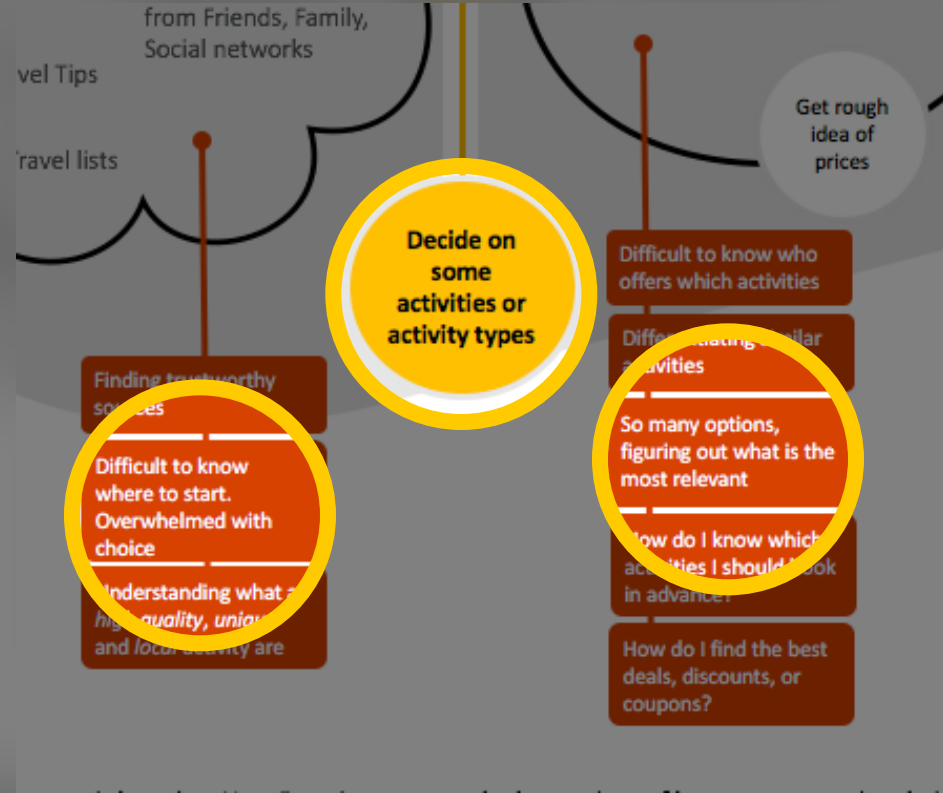 from Friends, Family,
Social networks
vel Tips
ravel lists
Get rough
idea of
prices
Decide on
some
activities or
activity types
Finding trustworthy
sources
Difficult to know
where to start.
Overwhelmed with
choice
Understanding what a
high quality, unique
and local activity are
Difficult to know who
offers which activities
Differentiating similar
activities
So many options,
figuring out what is the
most relevant
How do I know which
activities I should book
in advance?
How do I find the best
deals, discounts, or
coupons?